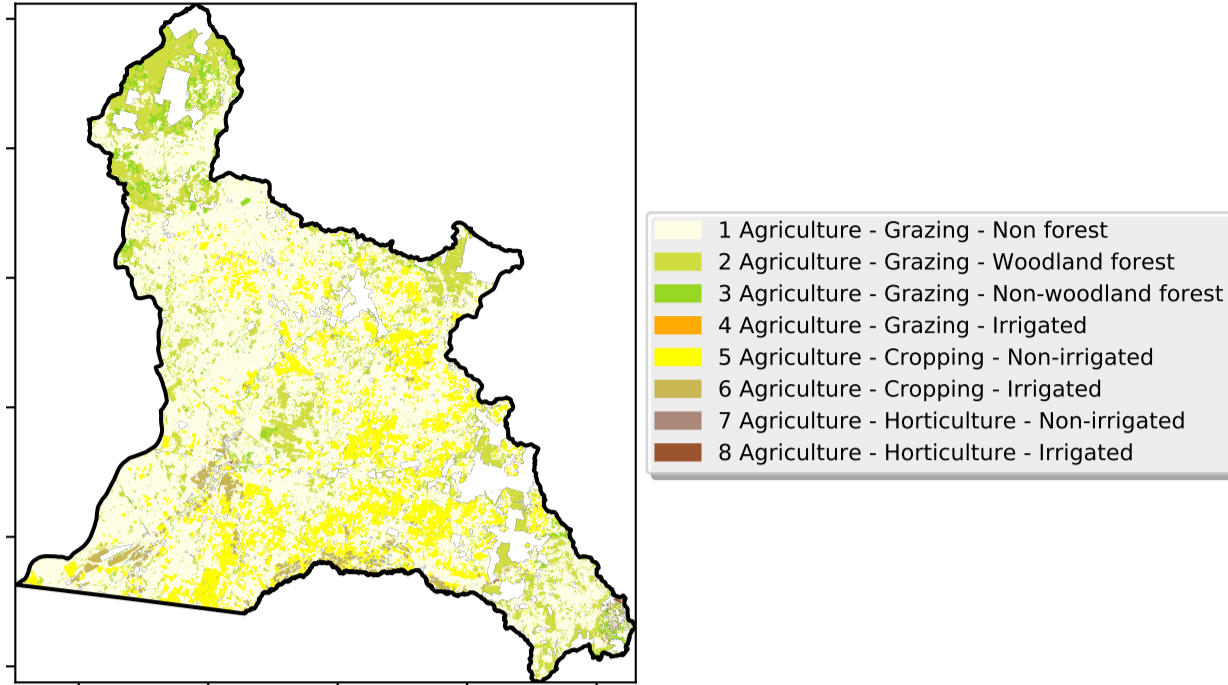 1 Agriculture - Grazing - Non forest
2 Agriculture - Grazing - Woodland forest
3 Agriculture - Grazing - Non-woodland forest
4 Agriculture - Grazing - Irrigated
5 Agriculture - Cropping - Non-irrigated
6 Agriculture - Cropping - Irrigated
7 Agriculture - Horticulture - Non-irrigated
8 Agriculture - Horticulture - Irrigated